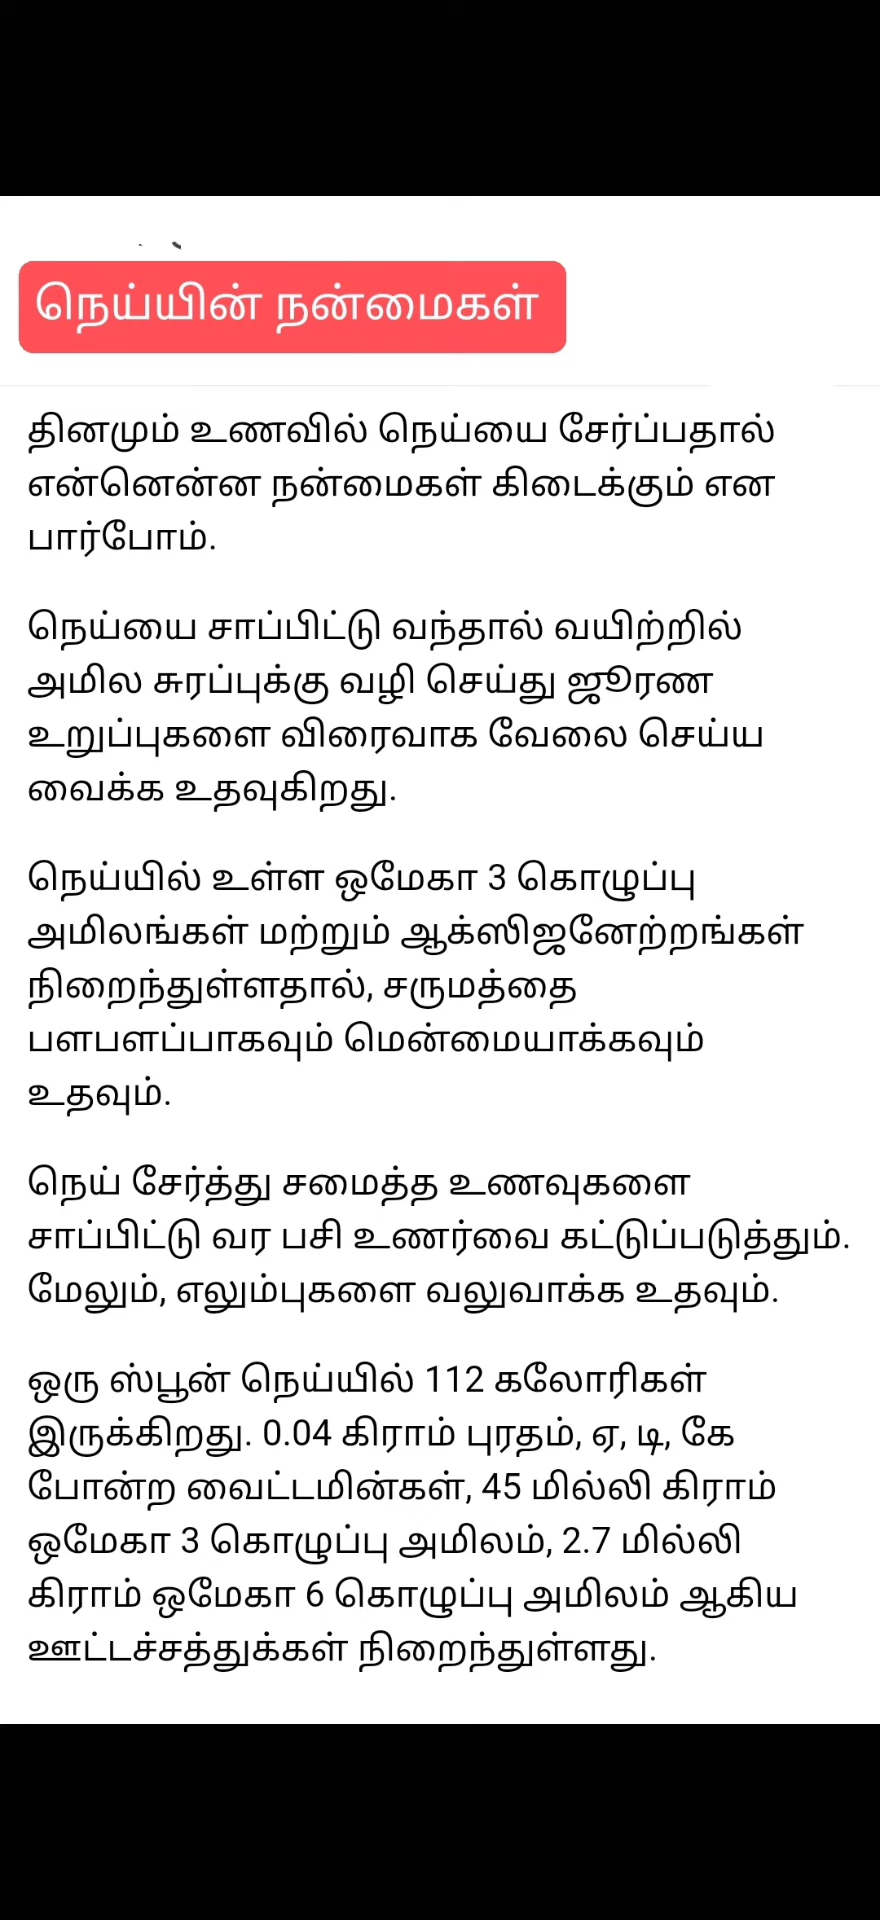 நெய்யின் நன்மைகள்
தினமும் உணவில் நெய்யை சேர்ப்பதால்
என்னென்ன நன்மைகள் கிடைக்கும் என
பார்போம்.
நெய்யை சாப்பிட்டு வந்தால் வயிற்றில்
அமில சுரப்புக்கு வழி செய்து ஜூரண
உறுப்புகளை விரைவாக வேலை செய்ய
வைக்க உதவுகிறது.
நெய்யில் உள்ள ஒமேகா 3 கொழுப்பு
அமிலங்கள் மற்றும் ஆக்ஸிஜனேற்றங்கள்
நிறைந்துள்ளதால், சருமத்தை
பளபளப்பாகவும் மென்மையாக்கவும்
உதவும்.
நெய் சேர்த்து சமைத்த உணவுகளை
சாப்பிட்டு வர பசி உணர்வை கட்டுப்படுத்தும்.
மேலும், எலும்புகளை வலுவாக்க உதவும்.
ஒரு ஸ்பூன் நெய்யில் 112 கலோரிகள்
இருக்கிறது. 0.04 கிராம் புரதம், ஏ, டி, கே
போன்ற வைட்டமின்கள், 45 மில்லி கிராம்
ஒமேகா 3 கொழுப்பு அமிலம், 2.7 மில்லி
கிராம் ஒமேகா 6 கொழுப்பு அமிலம் ஆகிய
ஊட்டச்சத்துக்கள் நிறைந்துள்ளது.